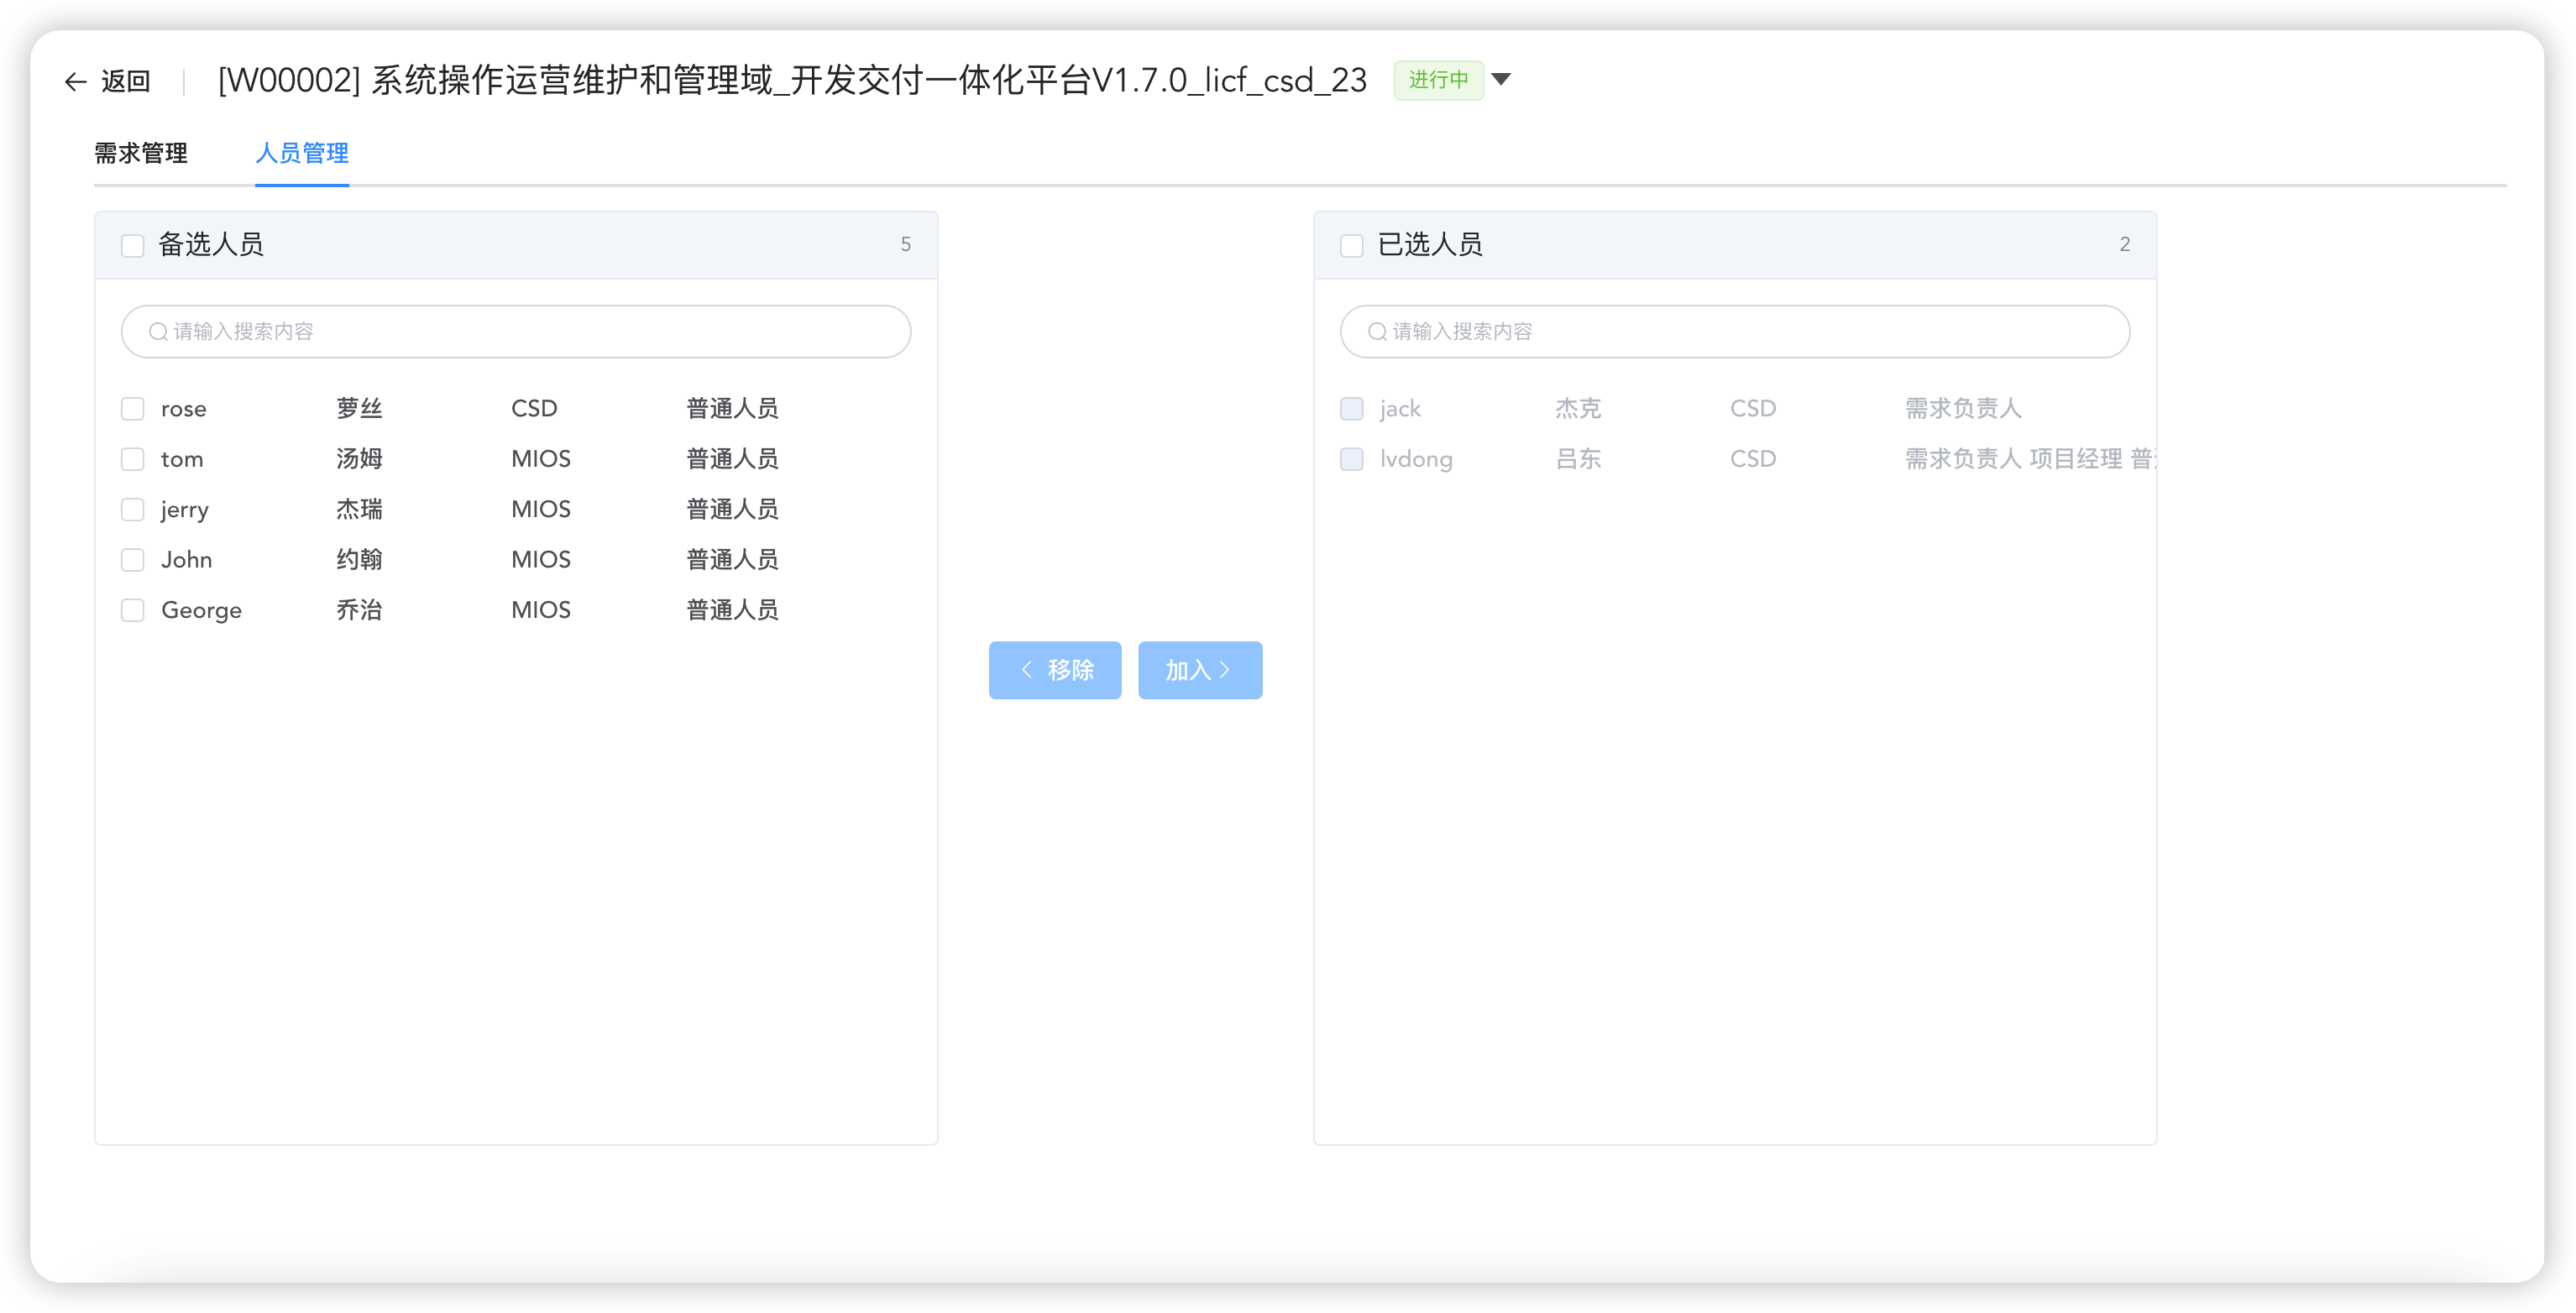 返回 [W00002] 系统操作运营维护和管理域_开发交付一体化平台V1.7.0_licf_csd_23 进行中
需求管理 人员管理
备选人员 5
请输入搜索内容
rose 萝丝 CSD 普通人员
tom 汤姆 MIOS 普通人员
jerry 杰瑞 MIOS 普通人员
John 约翰 MIOS 普通人员
George 乔治 MIOS 普通人员
移除 加入
已选人员 2
请输入搜索内容
jack 杰克 CSD 需求负责人
lvdong 吕东 CSD 需求负责人 项目经理 普